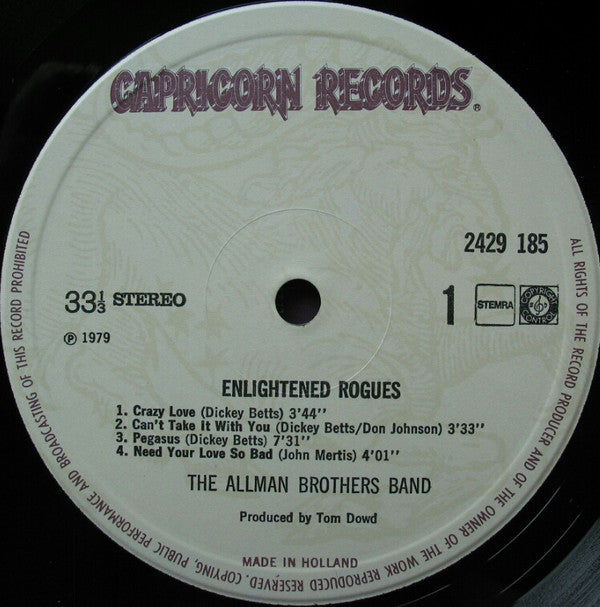 CAPRICORN RECORDS®
2429 185
33⅓ STEREO
1
STEMRA
COPYRIGHT
CONTROL
℗ 1979
ENLIGHTENED ROGUES
1. Crazy Love (Dickey Betts) 3'44''
2. Can't Take It With You (Dickey Betts/Don Johnson) 3'33''
3. Pegasus (Dickey Betts) 7'31''
4. Need Your Love So Bad (John Mertis) 4'01''
THE ALLMAN BROTHERS BAND
Produced by Tom Dowd
MADE IN HOLLAND
ALL RIGHTS OF THE RECORD PRODUCER AND OF THE OWNER OF THE WORK REPRODUCED RESERVED. COPYING, PUBLIC PERFORMANCE AND BROADCASTING OF THIS RECORD PROHIBITED